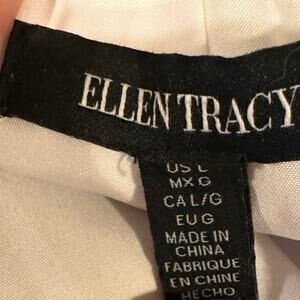 ELLEN TRACY
US L
MX G
CA L/G
EU G
MADE IN
CHINA
FABRIQUE
EN CHINE
HECHO